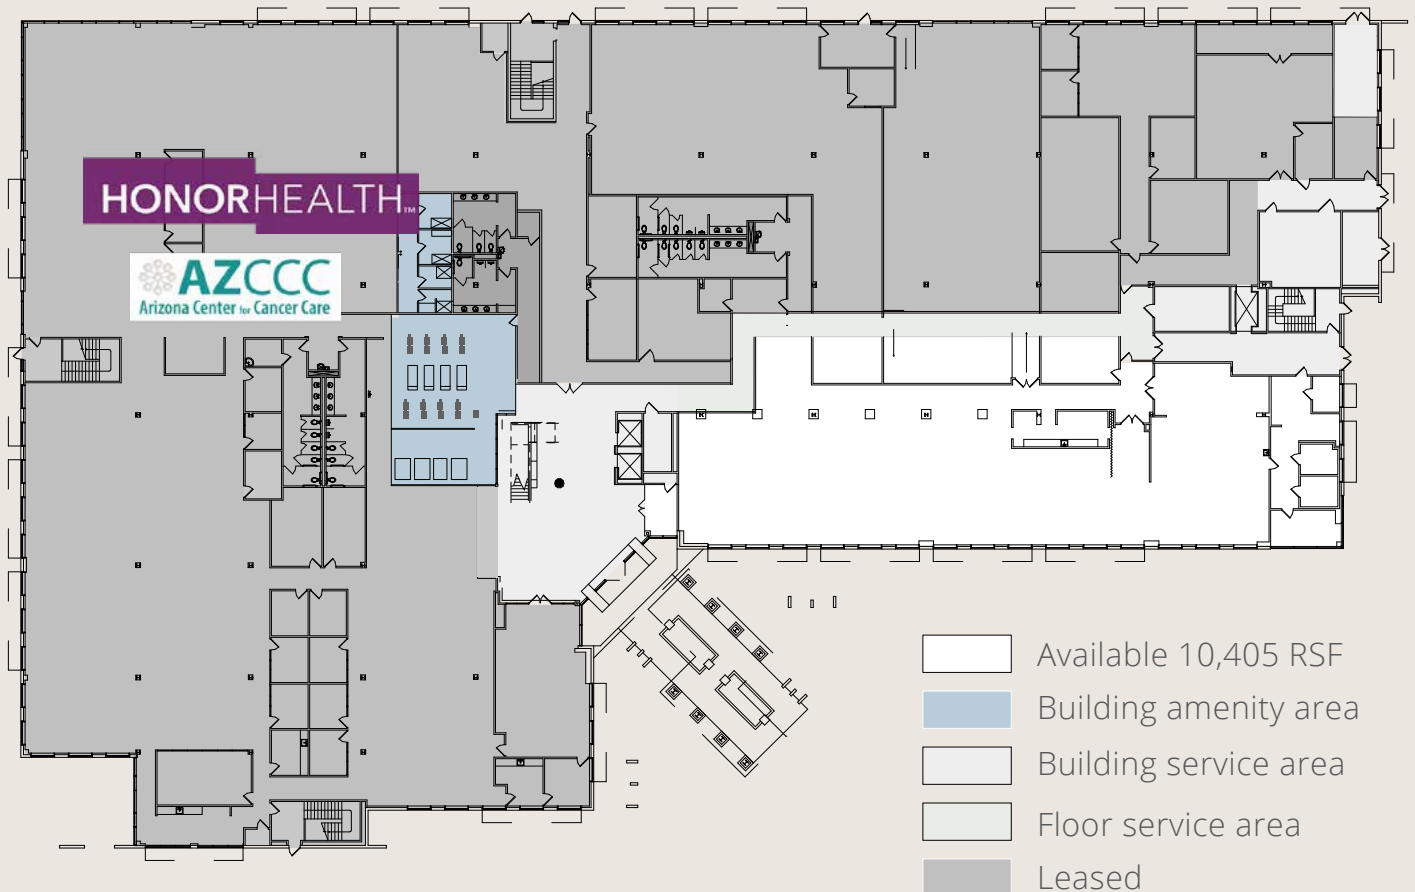 HONORHEALTH™
AZCCC
Arizona Center for Cancer Care
Available 10,405 RSF
Building amenity area
Building service area
Floor service area
Leased